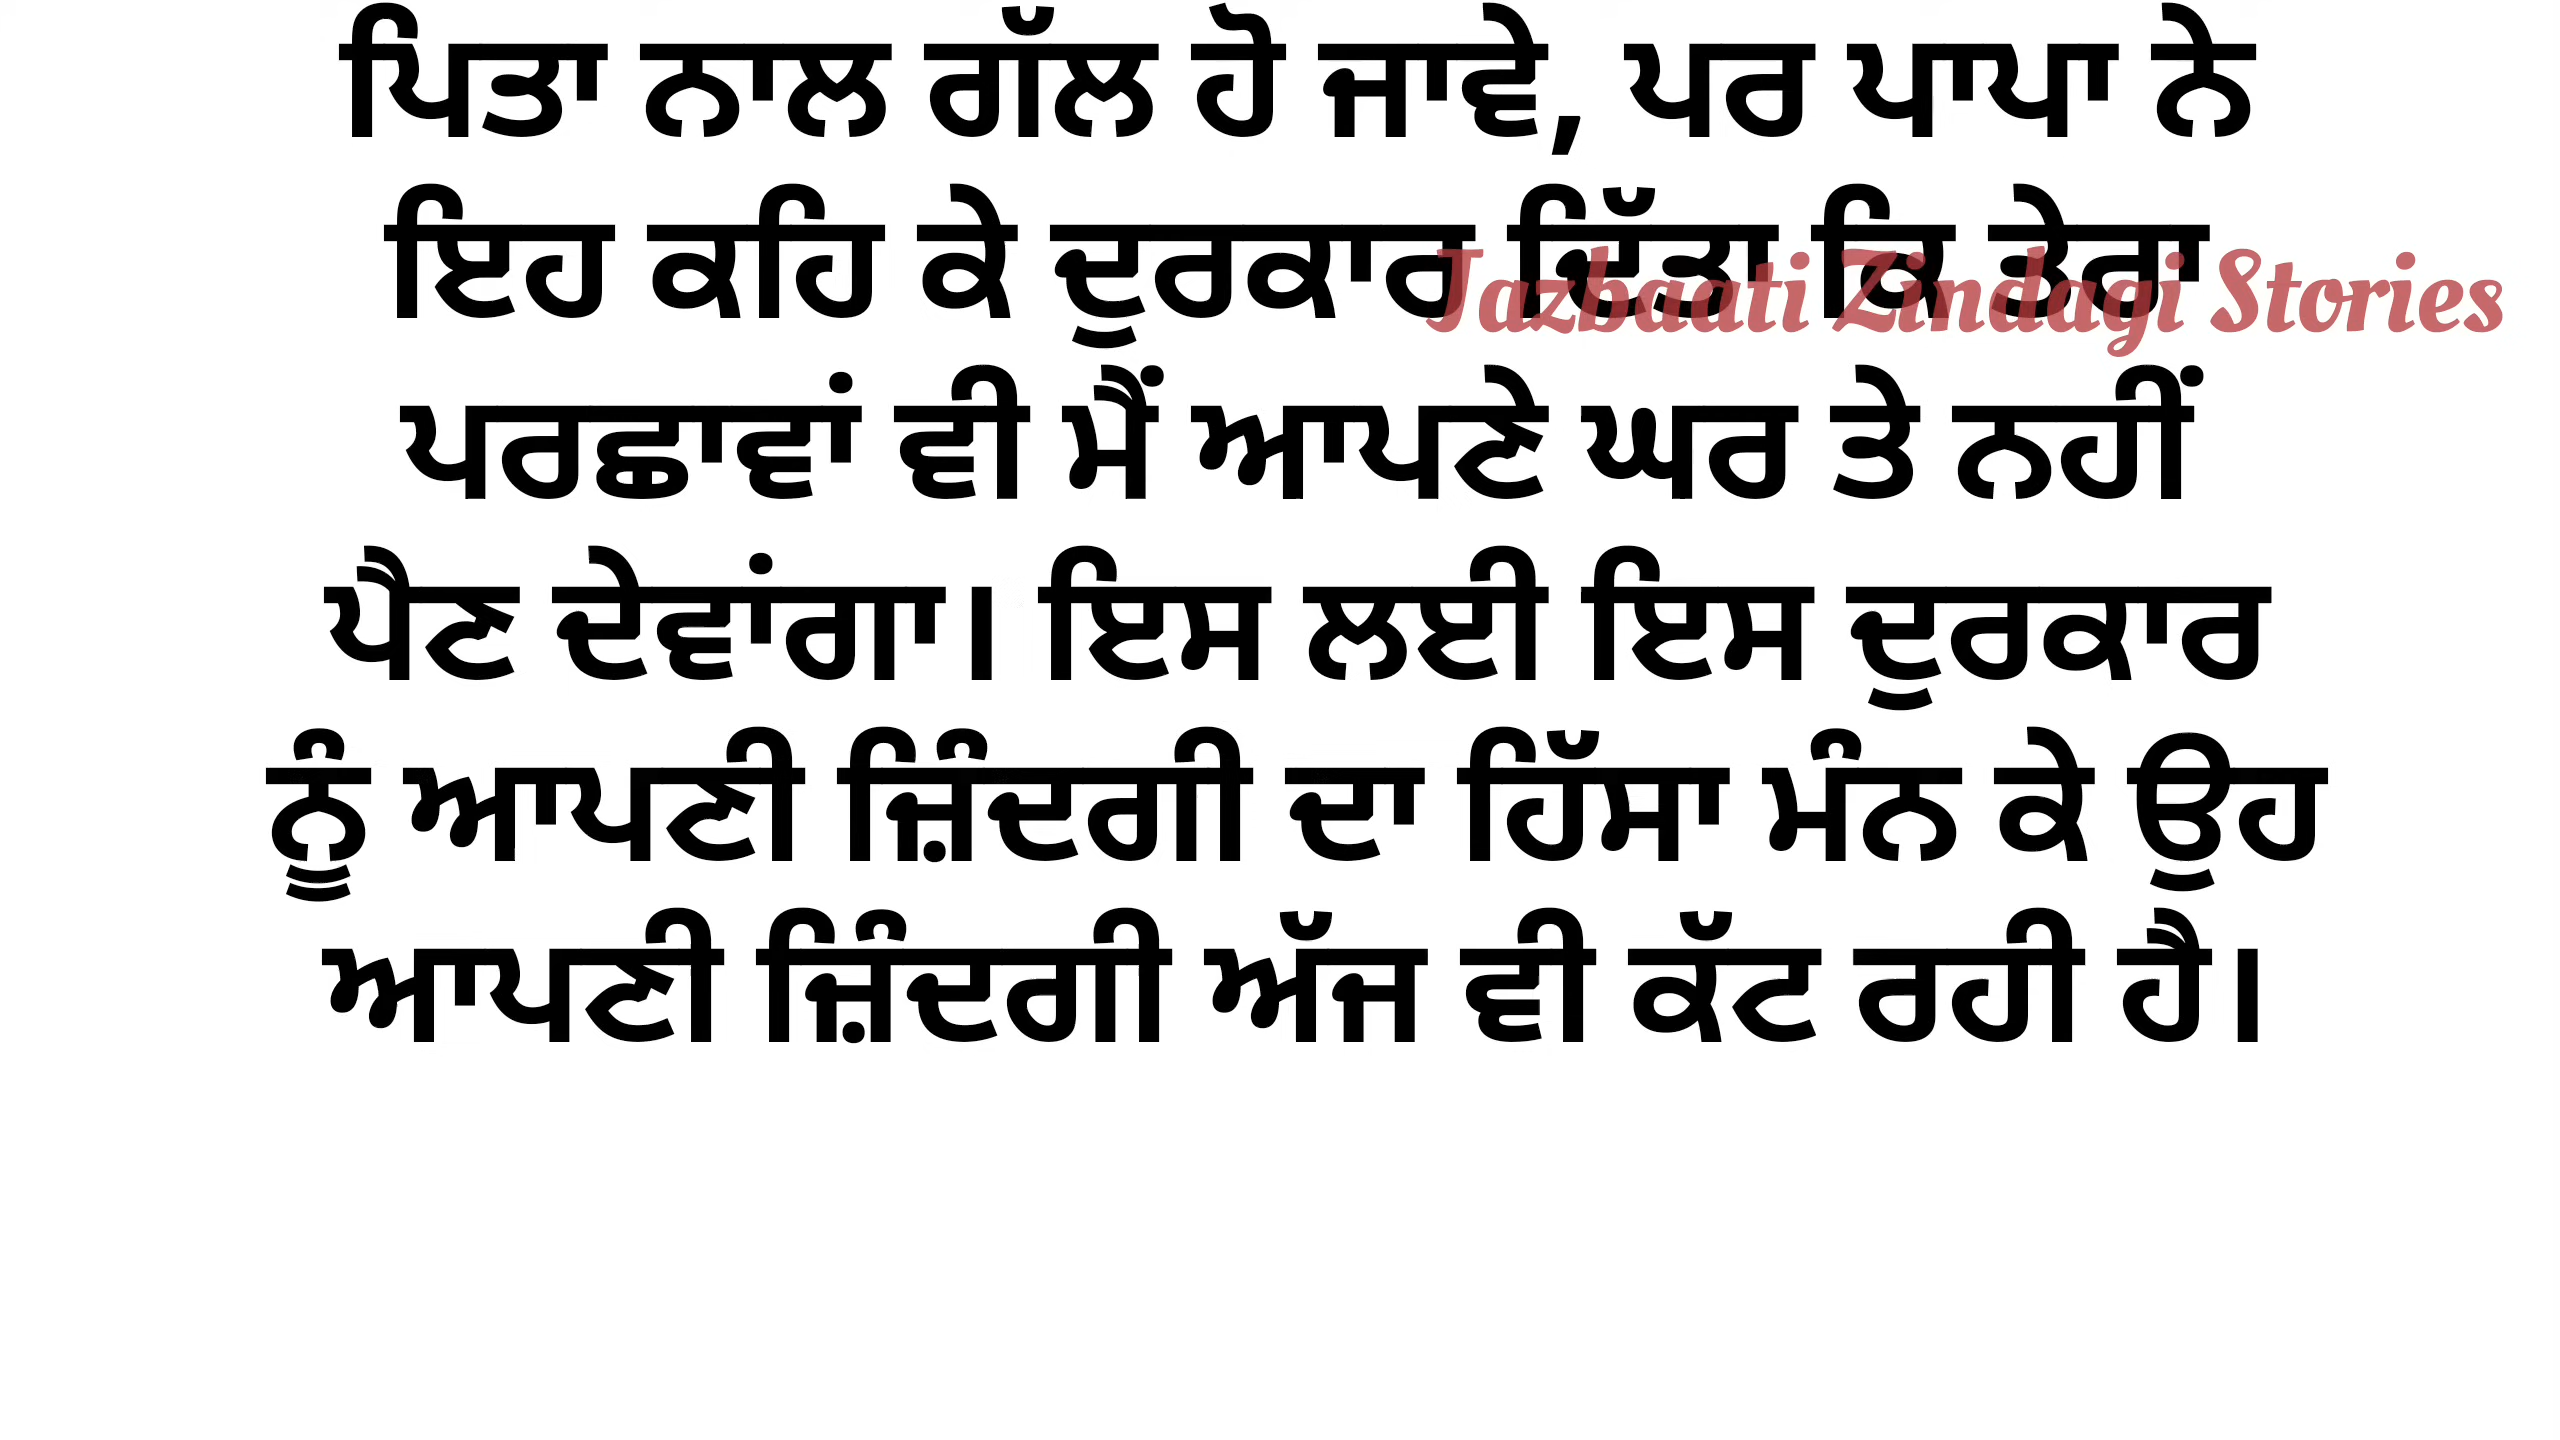 ਪਿਤਾ ਨਾਲ ਗੱਲ ਹੋ ਜਾਵੇ, ਪਰ ਪਾਪਾ ਨੇ
ਇਹ ਕਹਿ ਕੇ ਦੁਰਕਾਰ ਦਿੱਤਾ ਕਿ ਤੇਰਾ
Jazbaati Zindagi Stories
ਪਰਛਾਵਾਂ ਵੀ ਮੈਂ ਆਪਣੇ ਘਰ ਤੇ ਨਹੀਂ
ਪੈਣ ਦੇਵਾਂਗਾ। ਇਸ ਲਈ ਇਸ ਦੁਰਕਾਰ
ਨੂੰ ਆਪਣੀ ਜ਼ਿੰਦਗੀ ਦਾ ਹਿੱਸਾ ਮੰਨ ਕੇ ਉਹ
ਆਪਣੀ ਜ਼ਿੰਦਗੀ ਅੱਜ ਵੀ ਕੱਟ ਰਹੀ ਹੈ।